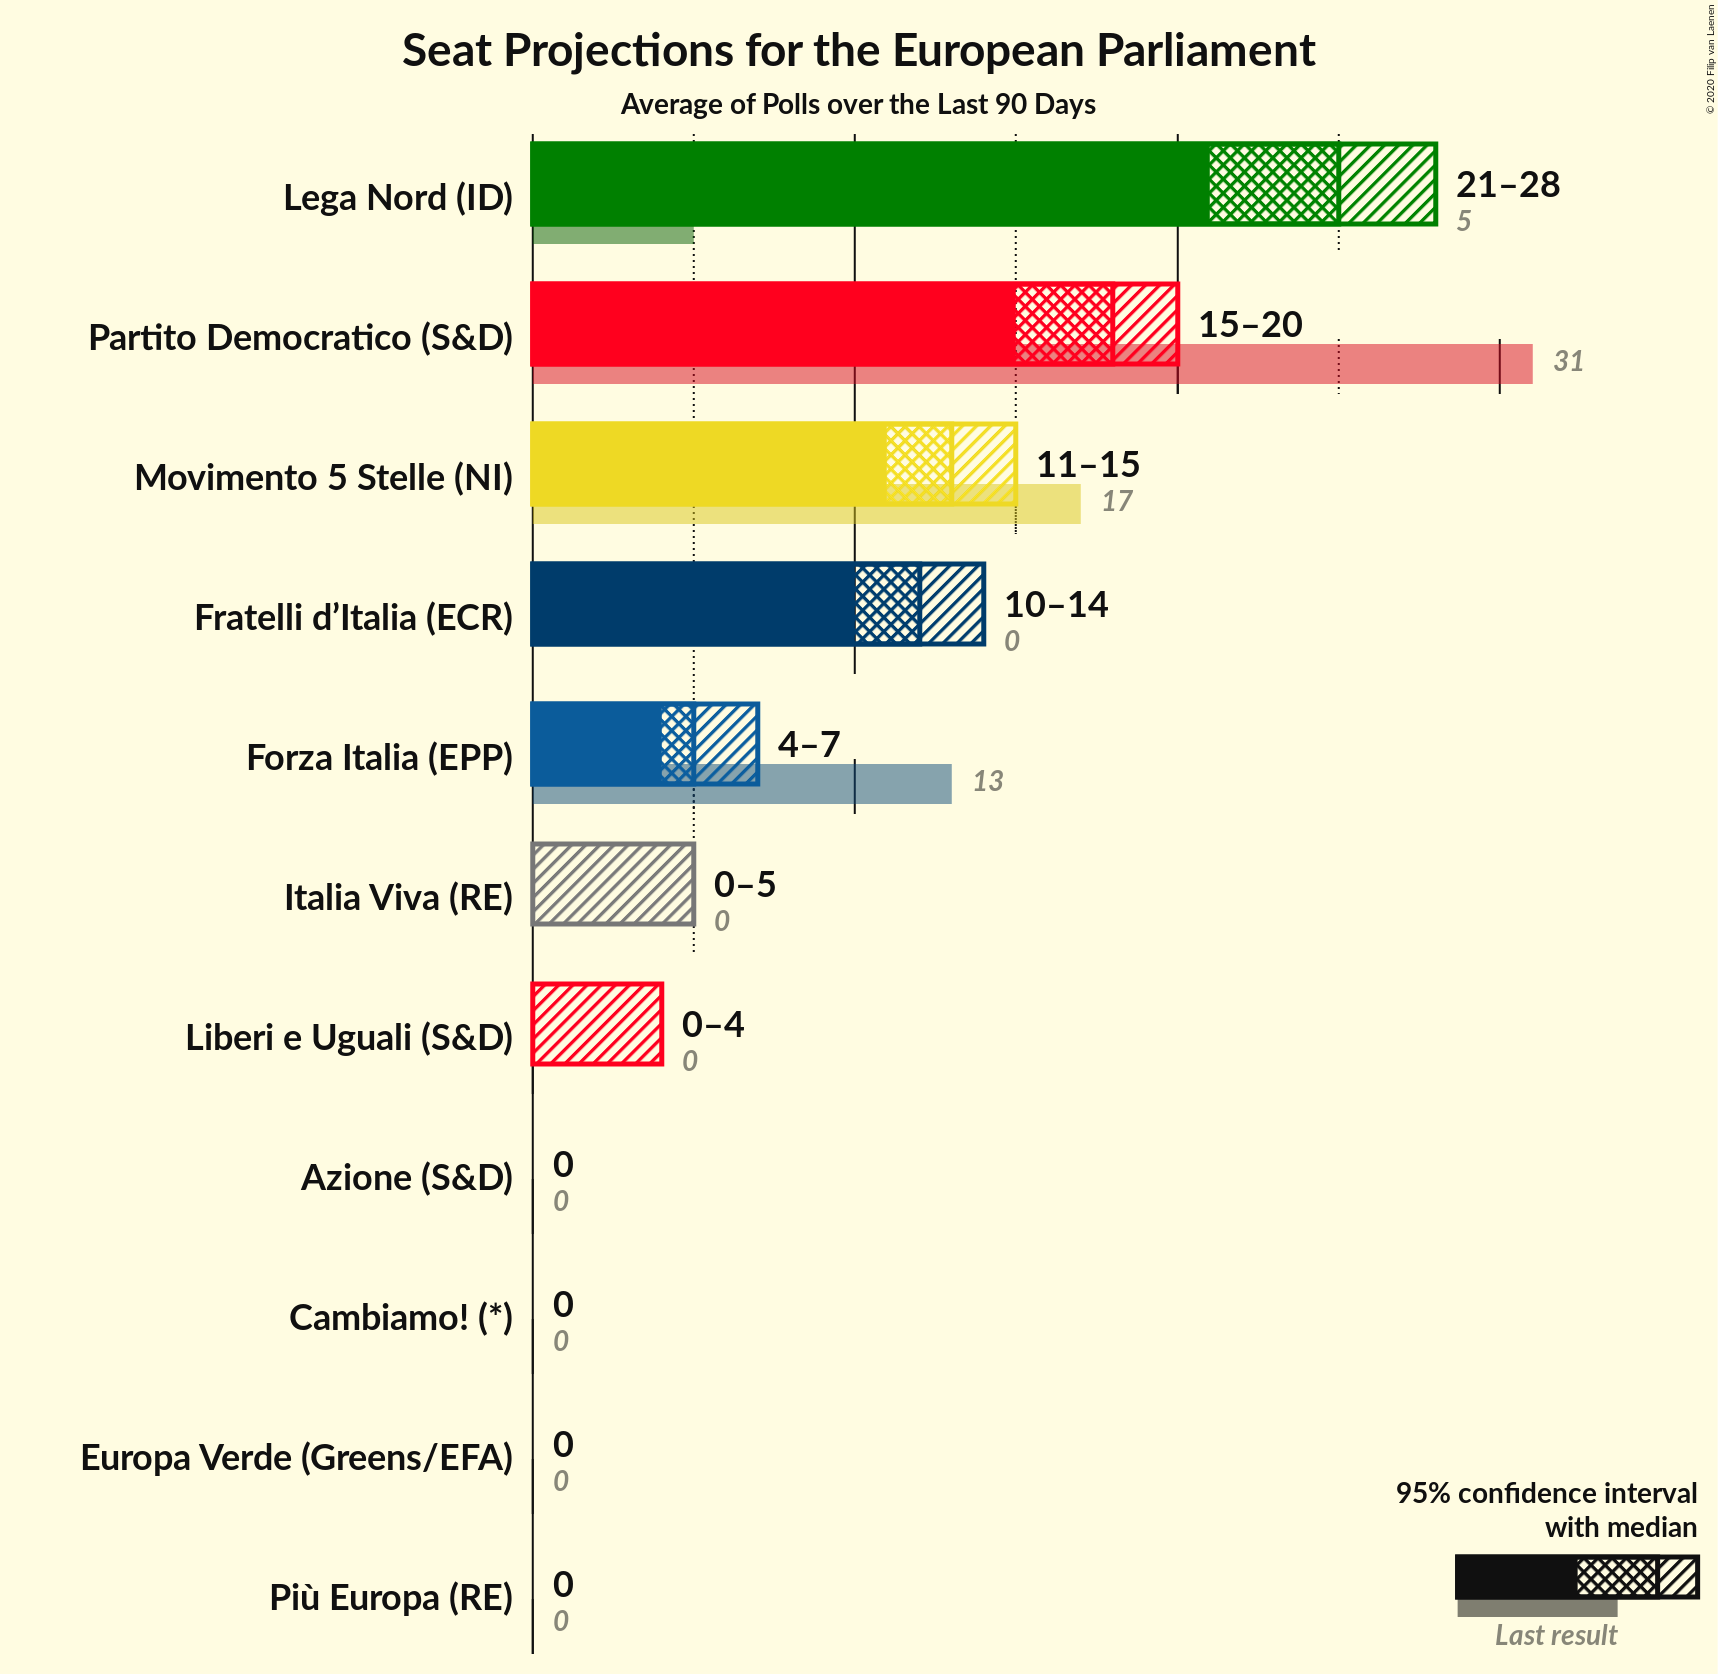 Seat Projections for the European Parliament
Average of Polls over the Last 90 Days
© 2020 Filip van Laenen
Lega Nord (ID)
21–28
5
Partito Democratico (S&D)
15–20
31
Movimento 5 Stelle (NI)
11–15
17
Fratelli d’Italia (ECR)
10–14
0
Forza Italia (EPP)
4–7
13
Italia Viva (RE)
0–5
0
Liberi e Uguali (S&D)
0–4
0
Azione (S&D)
0
0
Cambiamo! (*)
0
0
Europa Verde (Greens/EFA)
0
0
Più Europa (RE)
0
0
95% confidence interval
with median
Last result